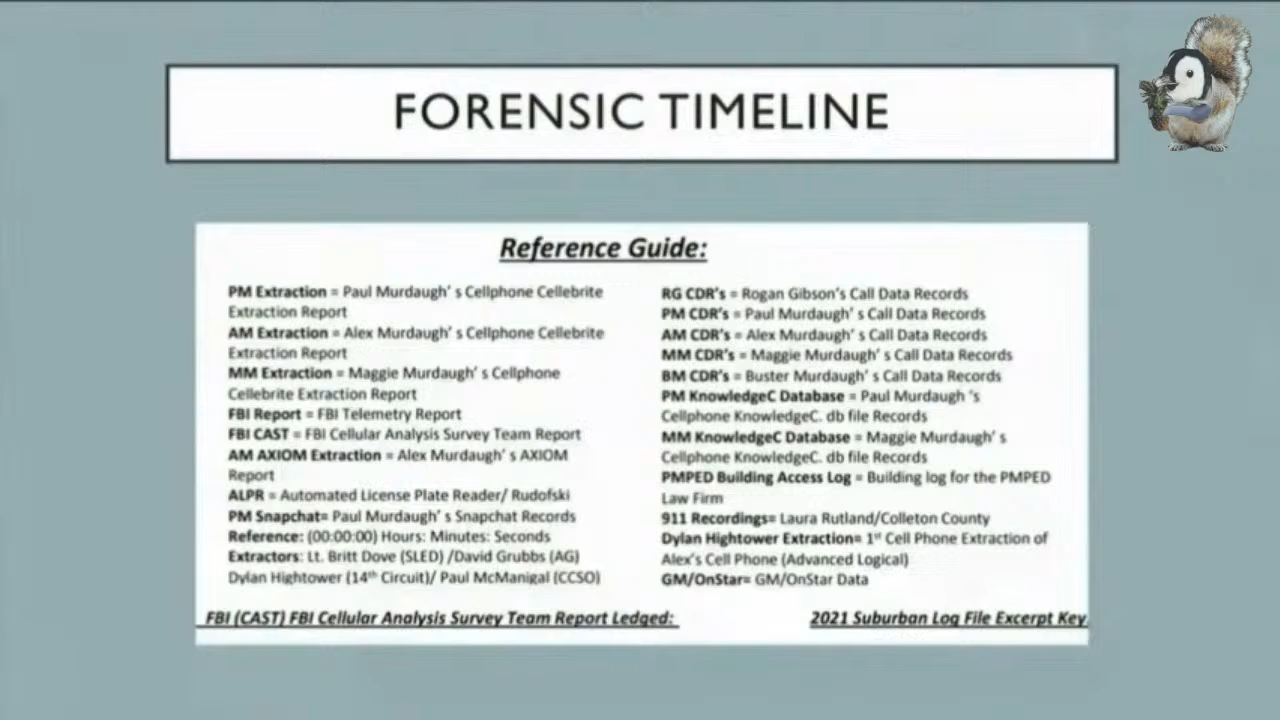 FORENSIC TIMELINE
Reference Guide:
PM Extraction = Paul Murdaugh' s Cellphone Cellebrite
Extraction Report
AM Extraction = Alex Murdaugh' s Cellphone Cellebrite
Extraction Report
MM Extraction = Maggie Murdaugh' s Cellphone
Cellebrite Extraction Report
FBI Report = FBI Telemetry Report
FBI CAST = FBI Cellular Analysis Survey Team Report
AM AXIOM Extraction = Alex Murdaugh' s AXIOM
Report
ALPR = Automated License Plate Reader/ Rudofski
PM Snapchat= Paul Murdaugh' s Snapchat Records
Reference: (00:00:00) Hours: Minutes: Seconds
Extractors: Lt. Britt Dove (SLED) /David Grubbs (AG)
Dylan Hightower (14th Circuit)/ Paul McManigal (CCSO)
RG CDR's = Rogan Gibson's Call Data Records
PM CDR's = Paul Murdaugh' s Call Data Records
AM CDR's = Alex Murdaugh' s Call Data Records
MM CDR's = Maggie Murdaugh' s Call Data Records
BM CDR's = Buster Murdaugh' s Call Data Records
PM KnowledgeC Database = Paul Murdaugh 's
Cellphone KnowledgeC. db file Records
MM KnowledgeC Database = Maggie Murdaugh' s
Cellphone KnowledgeC. db file Records
PMPED Building Access Log = Building log for the PMPED
Law Firm
911 Recordings= Laura Rutland/Colleton County
Dylan Hightower Extraction= 1st Cell Phone Extraction of
Alex's Cell Phone (Advanced Logical)
GM/OnStar= GM/OnStar Data
FBI (CAST) FBI Cellular Analysis Survey Team Report Ledged:
2021 Suburban Log File Excerpt Key